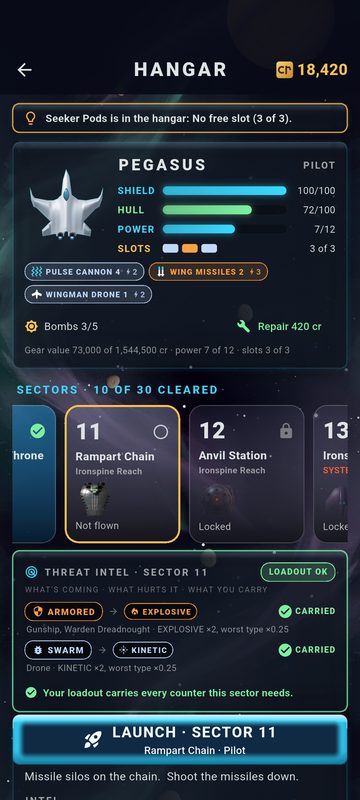 HANGAR
cr 18,420
Seeker Pods is in the hangar: No free slot (3 of 3).
PEGASUS
PILOT
SHIELD 100/100
HULL 72/100
POWER 7/12
SLOTS 3 of 3
PULSE CANNON 4 2
WING MISSILES 2 3
WINGMAN DRONE 1 2
Bombs 3/5
Repair 420 cr
Gear value 73,000 of 1,544,500 cr · power 7 of 12 · slots 3 of 3
SECTORS · 10 OF 30 CLEARED
hrone
11
Rampart Chain
Ironspine Reach
Not flown
12
Anvil Station
Ironspine Reach
Locked
13
Irons
SYSTE
Locke
THREAT INTEL · SECTOR 11
LOADOUT OK
WHAT'S COMING · WHAT HURTS IT · WHAT YOU CARRY
ARMORED → EXPLOSIVE
CARRIED
Gunship, Warden Dreadnought · EXPLOSIVE ×2, worst type ×0.25
SWARM → KINETIC
CARRIED
Drone · KINETIC ×2, worst type ×0.25
Your loadout carries every counter this sector needs.
LAUNCH · SECTOR 11
Rampart Chain · Pilot
Missile silos on the chain. Shoot the missiles down.
INTEL